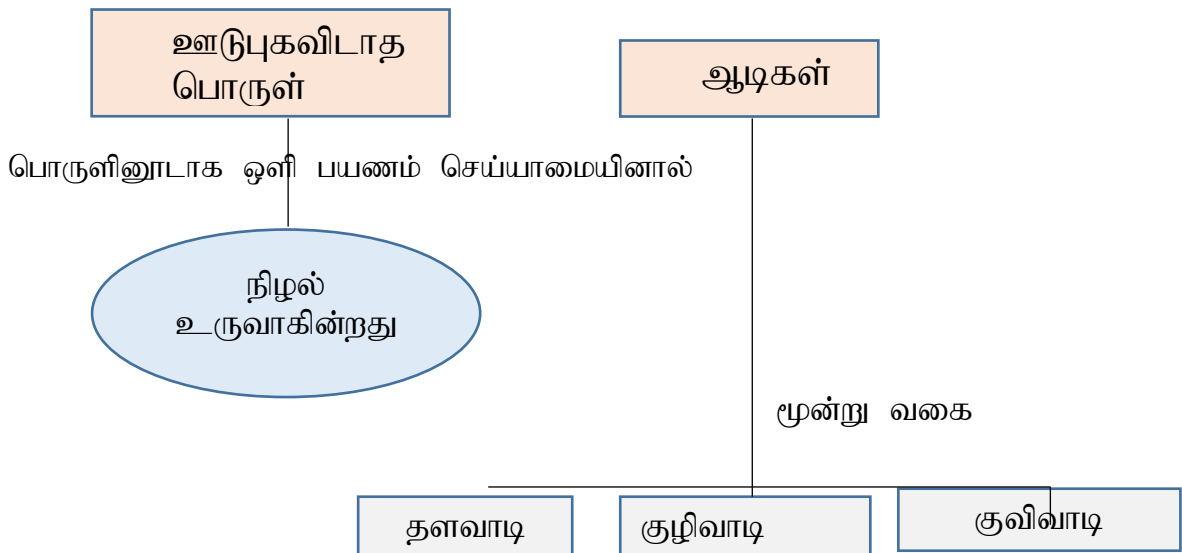 ஊடுபுகவிடாத
பொருள்
ஆடிகள்
பொருளினூடாக ஒளி பயணம் செய்யாமையினால்
நிழல்
உருவாகின்றது
மூன்று வகை
தளவாடி
குழிவாடி
குவிவாடி